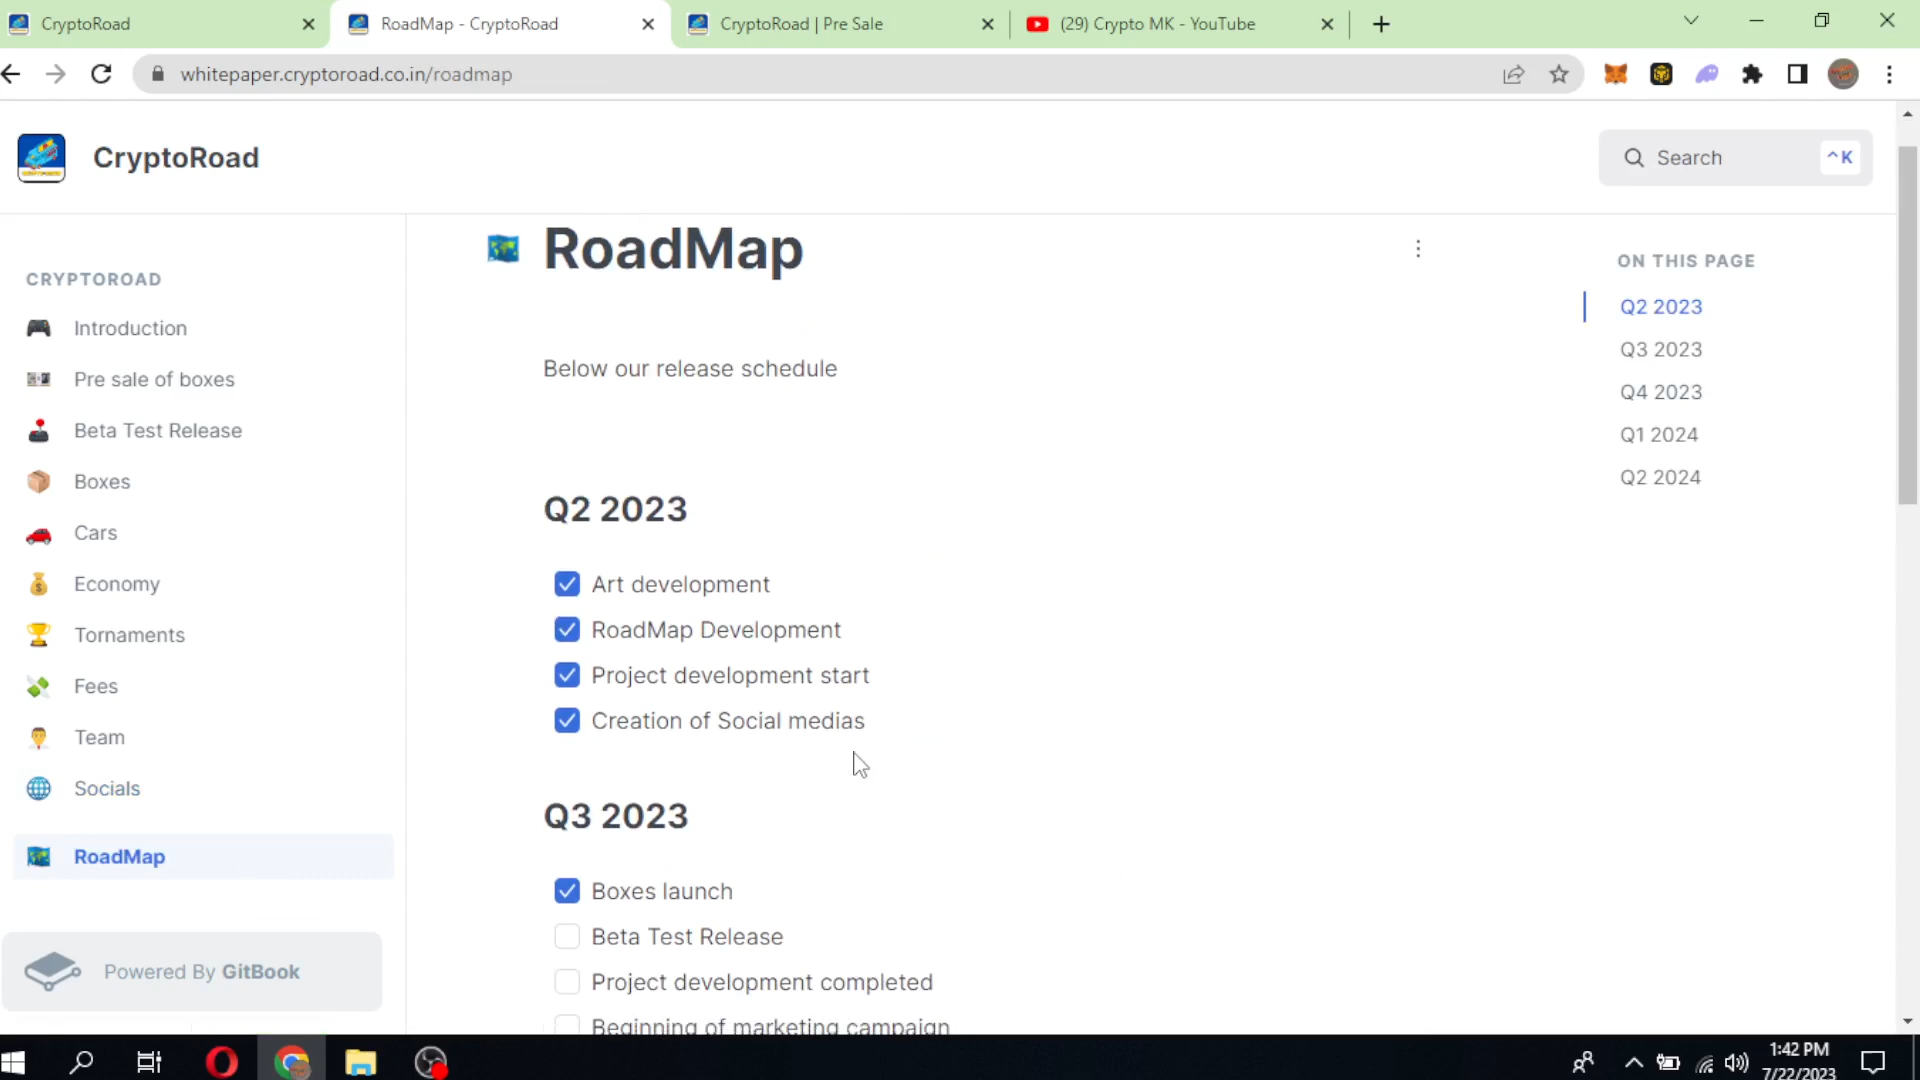 CryptoRoad
RoadMap - CryptoRoad
CryptoRoad | Pre Sale
(29) Crypto MK - YouTube
whitepaper.cryptoroad.co.in/roadmap
CryptoRoad
Search
^K
CRYPTOROAD
Introduction
Pre sale of boxes
Beta Test Release
Boxes
Cars
Economy
Tornaments
Fees
Team
Socials
RoadMap
Powered By GitBook
RoadMap
Below our release schedule
Q2 2023
Art development
RoadMap Development
Project development start
Creation of Social medias
Q3 2023
Boxes launch
Beta Test Release
Project development completed
Beginning of marketing campaign
ON THIS PAGE
Q2 2023
Q3 2023
Q4 2023
Q1 2024
Q2 2024
1:42 PM
7/22/2023